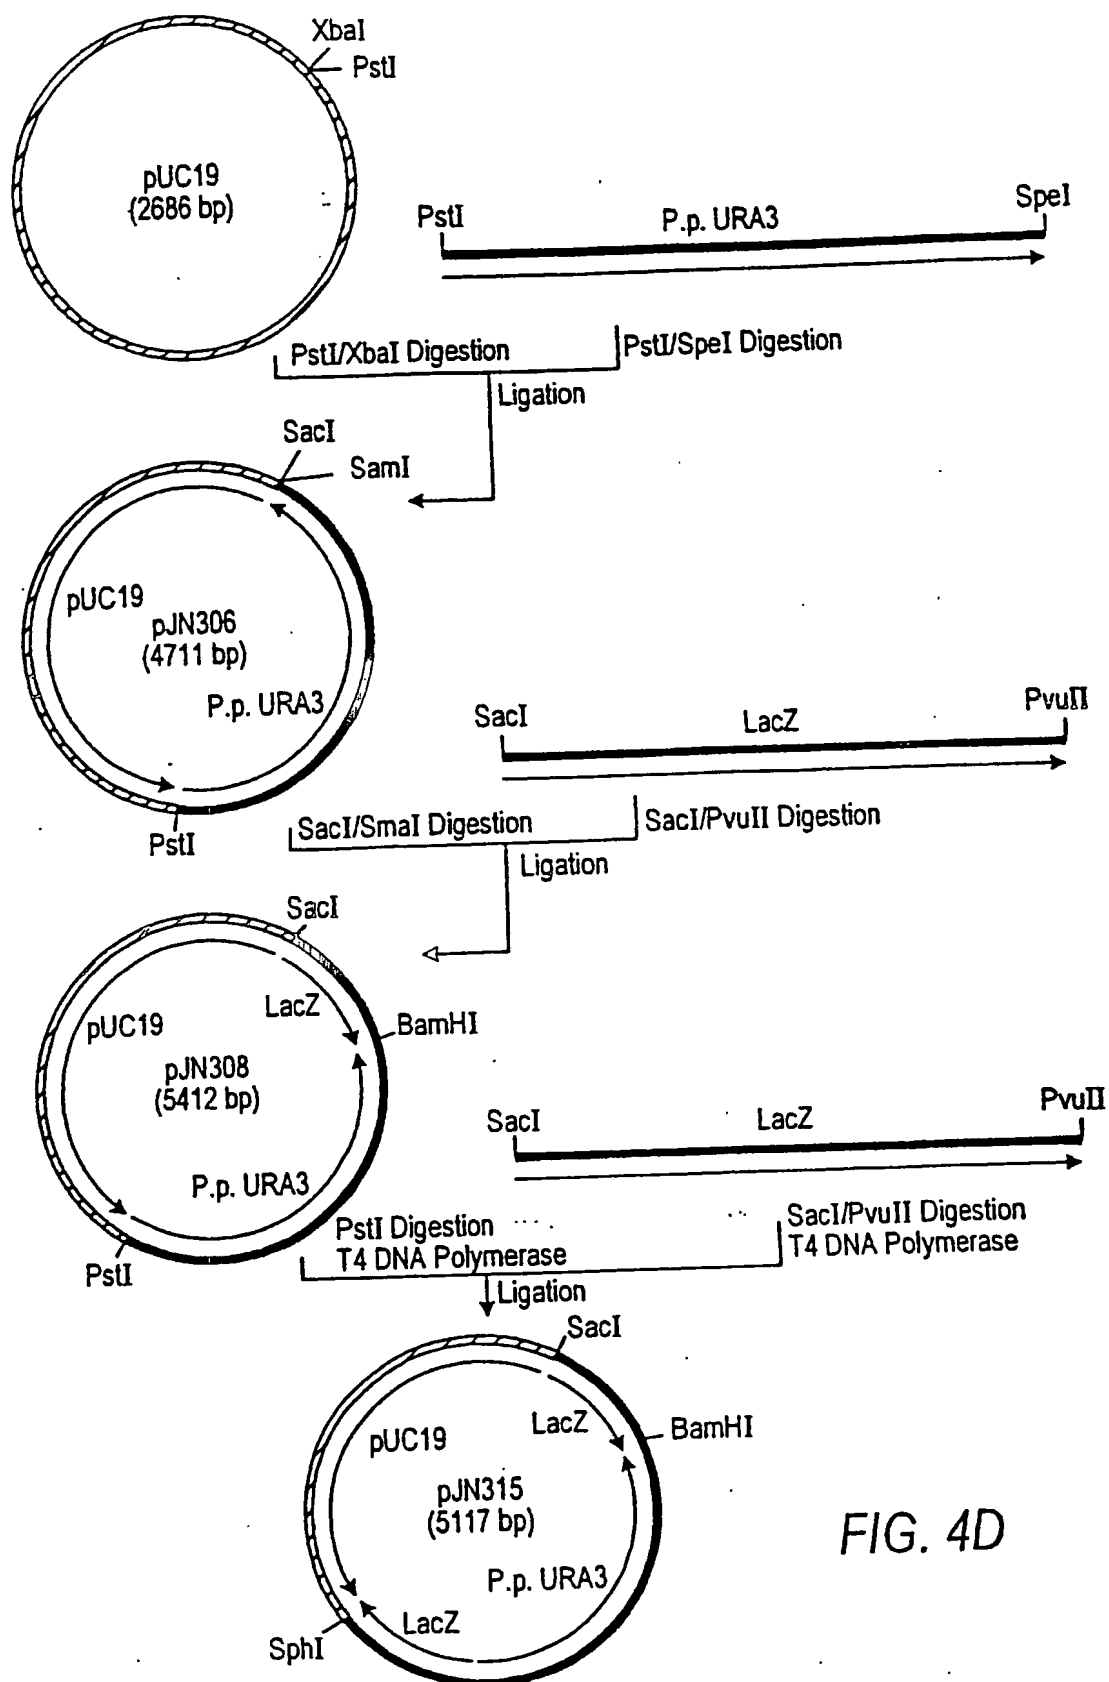 XbaI
PstI
pUC19
(2686 bp)
PstI
P.p. URA3
SpeI
PstI/XbaI Digestion
PstI/SpeI Digestion
Ligation
SacI
SamI
pUC19
pJN306
(4711 bp)
P.p. URA3
PstI
SacI
LacZ
PvuII
SacI/SmaI Digestion
SacI/PvuII Digestion
Ligation
SacI
LacZ
BamHI
pUC19
pJN308
(5412 bp)
P.p. URA3
PstI
SacI
LacZ
PvuII
PstI Digestion
T4 DNA Polymerase
SacI/PvuII Digestion
T4 DNA Polymerase
Ligation
SacI
LacZ
BamHI
pUC19
pJN315
(5117 bp)
P.p. URA3
LacZ
SphI
FIG. 4D